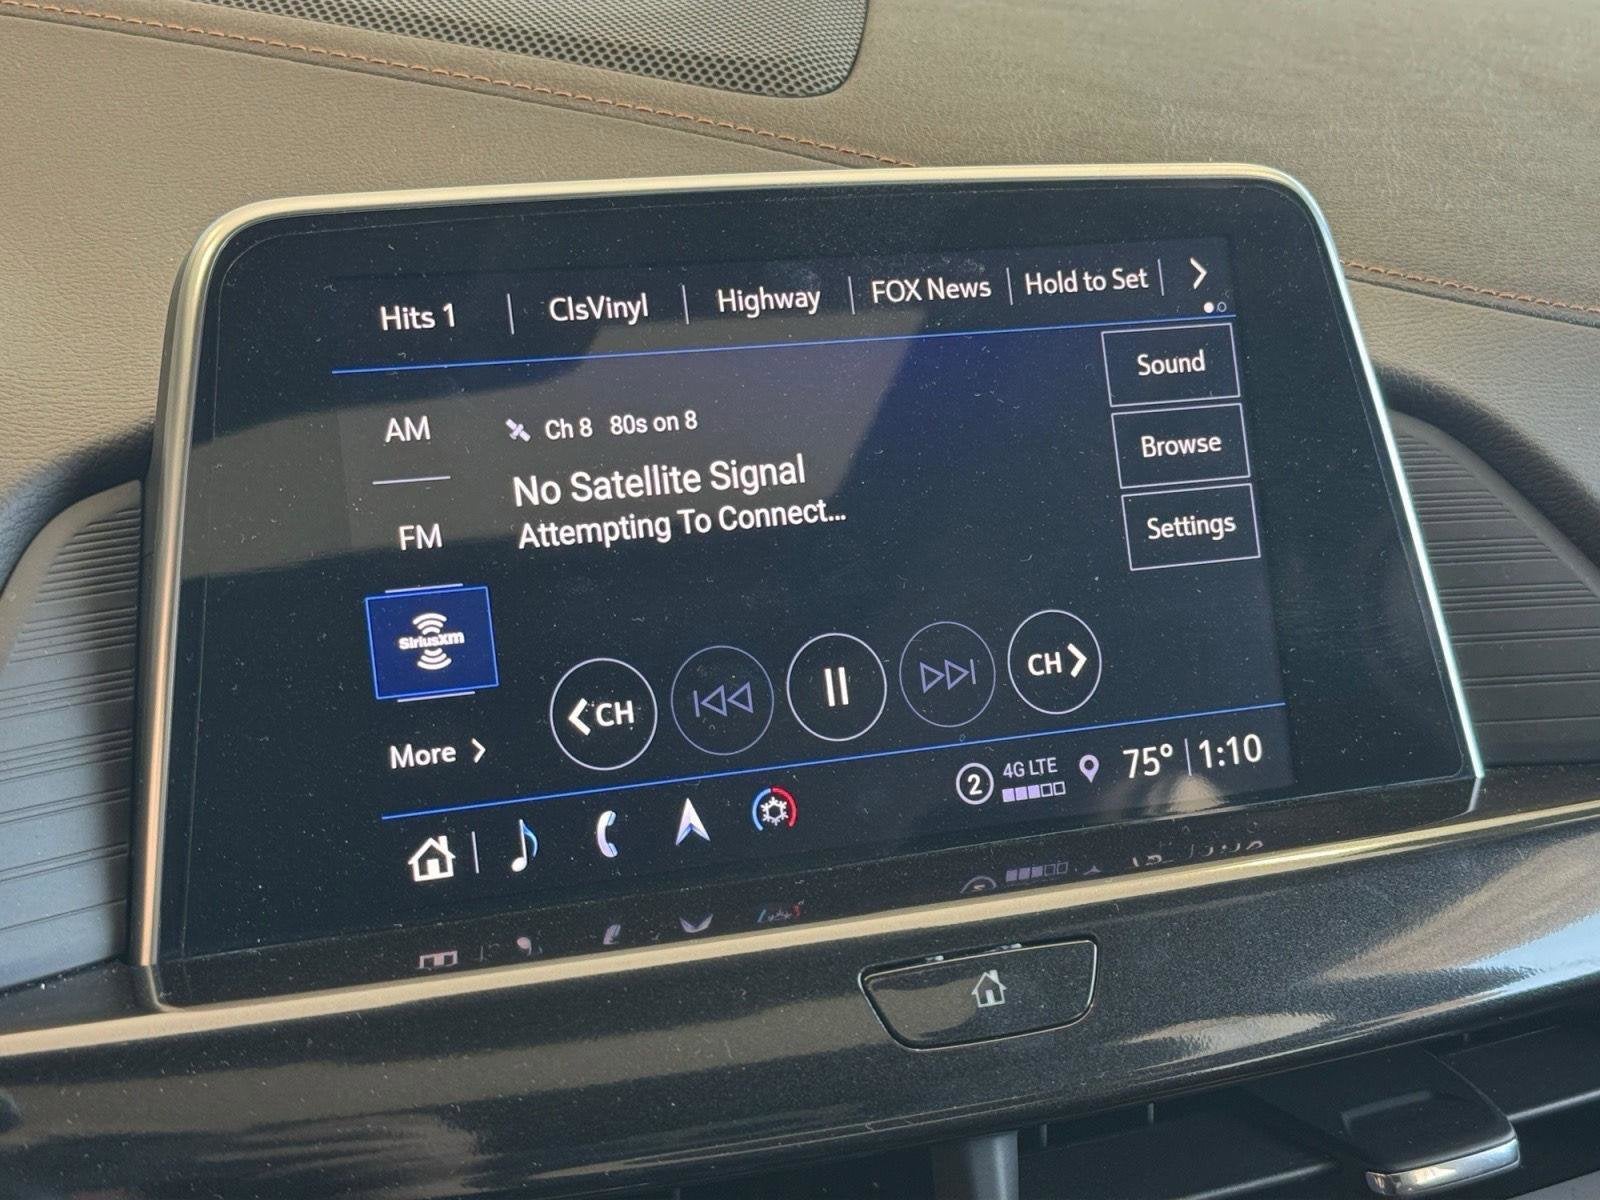 Hits 1 ClsVinyl Highway FOX News Hold to Set
Sound
AM
Ch 8 80s on 8
Browse
No Satellite Signal
Attempting To Connect...
FM
Settings
SiriusXm
<CH CH>
More >
2 4G LTE 75° 1:10